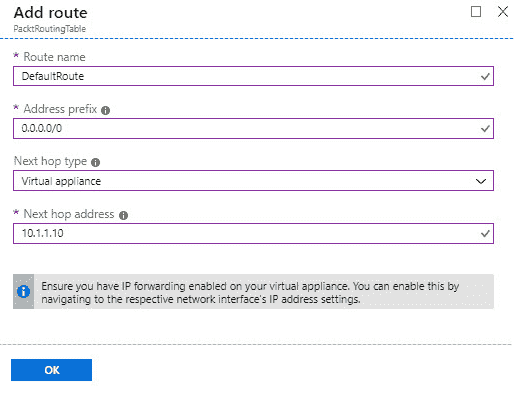 Add route
PacktRoutingTable
* Route name
DefaultRoute
* Address prefix
0.0.0.0/0
Next hop type
Virtual appliance
* Next hop address
10.1.1.10
Ensure you have IP forwarding enabled on your virtual appliance. You can enable this by
navigating to the respective network interface's IP address settings.
OK